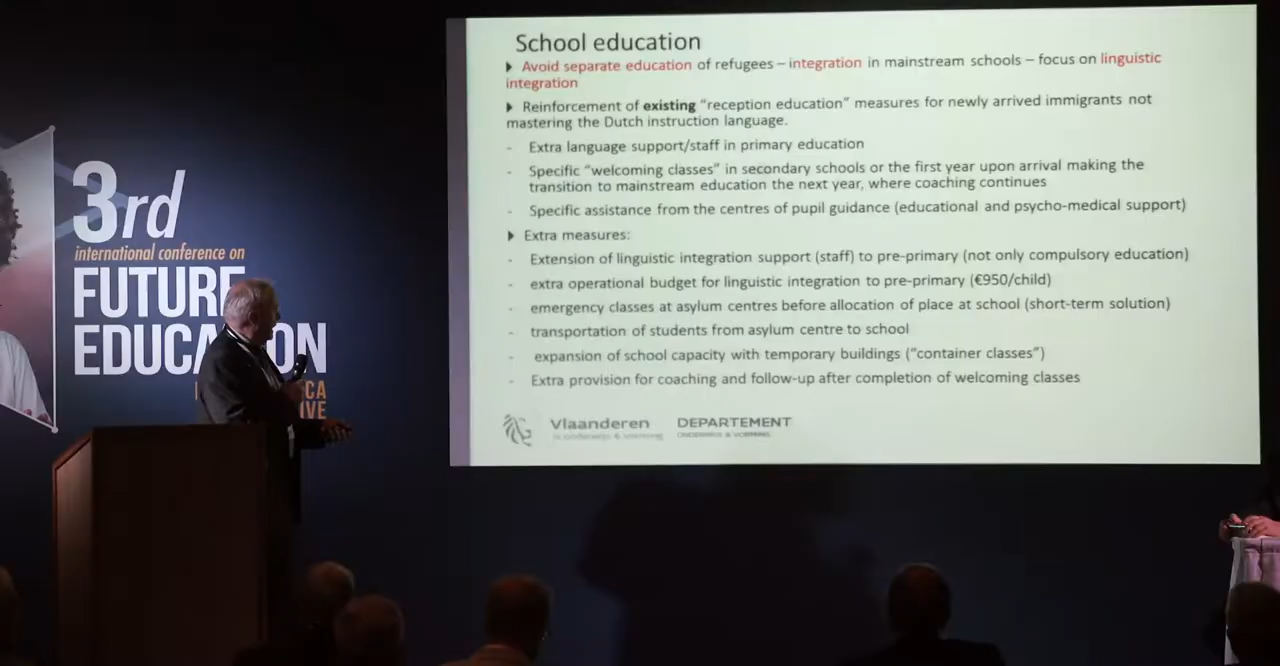 3rd
international conference on
FUTURE
EDUCA ON
CA
VE
School education
Avoid separate education of refugees – integration in mainstream schools – focus on linguistic
integration
Reinforcement of existing “reception education” measures for newly arrived immigrants not
mastering the Dutch instruction language.
- Extra language support/staff in primary education
- Specific “welcoming classes” in secondary schools or the first year upon arrival making the
transition to mainstream education the next year, where coaching continues
- Specific assistance from the centres of pupil guidance (educational and psycho-medical support)
Extra measures:
- Extension of linguistic integration support (staff) to pre-primary (not only compulsory education)
- extra operational budget for linguistic integration to pre-primary (€950/child)
- emergency classes at asylum centres before allocation of place at school (short-term solution)
- transportation of students from asylum centre to school
- expansion of school capacity with temporary buildings (“container classes”)
- Extra provision for coaching and follow-up after completion of welcoming classes
Vlaanderen
is onderwijs & vorming
DEPARTEMENT
ONDERWIJS & VORMING